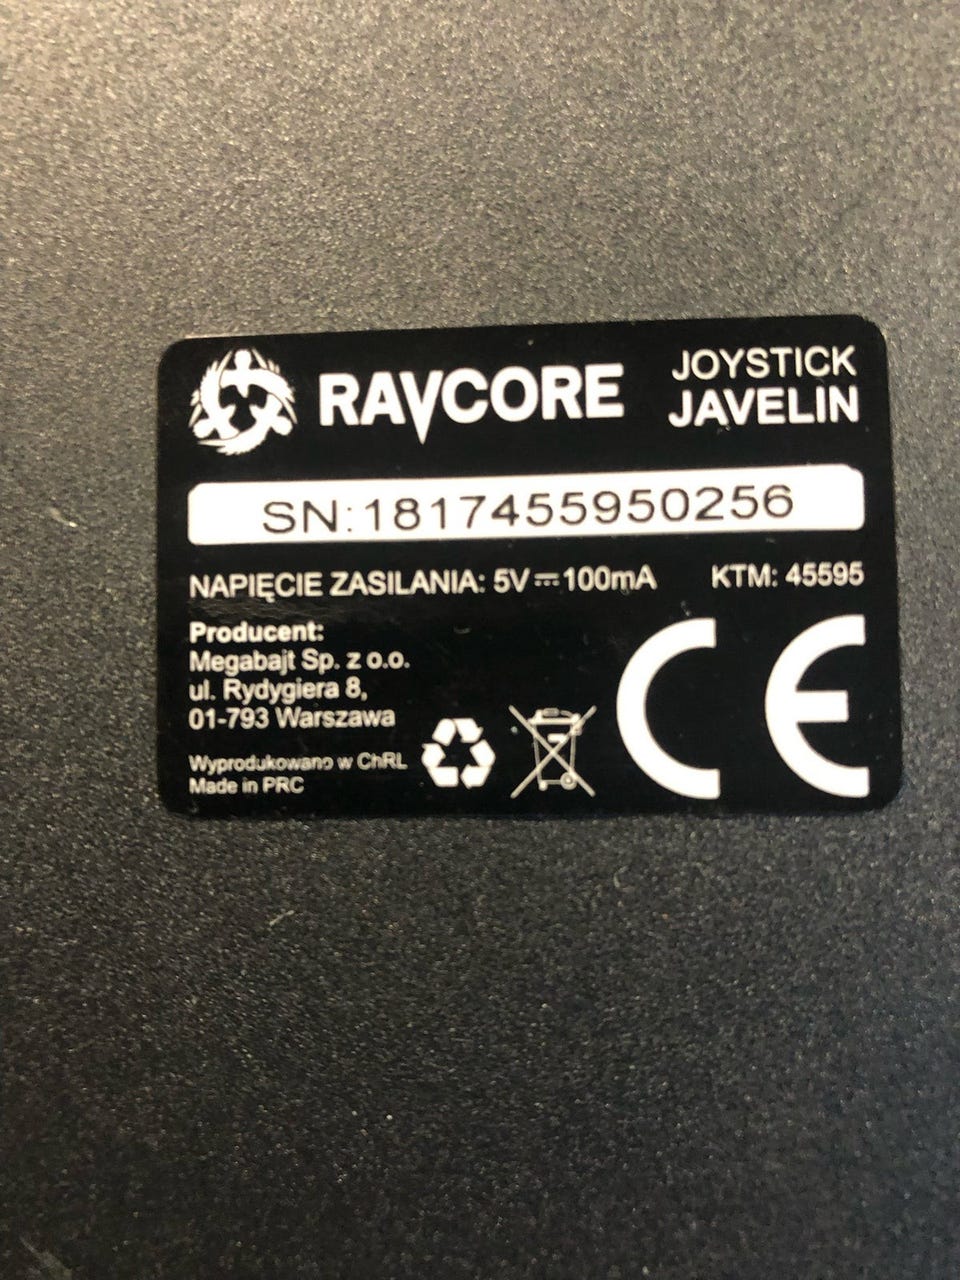 RAVCORE
JOYSTICK
JAVELIN
SN:1817455950256
NAPIĘCIE ZASILANIA: 5V⎓100mA
KTM: 45595
Producent:
Megabajt Sp. z o.o.
ul. Rydygiera 8,
01-793 Warszawa
Wyprodukowano w ChRL
Made in PRC
CE